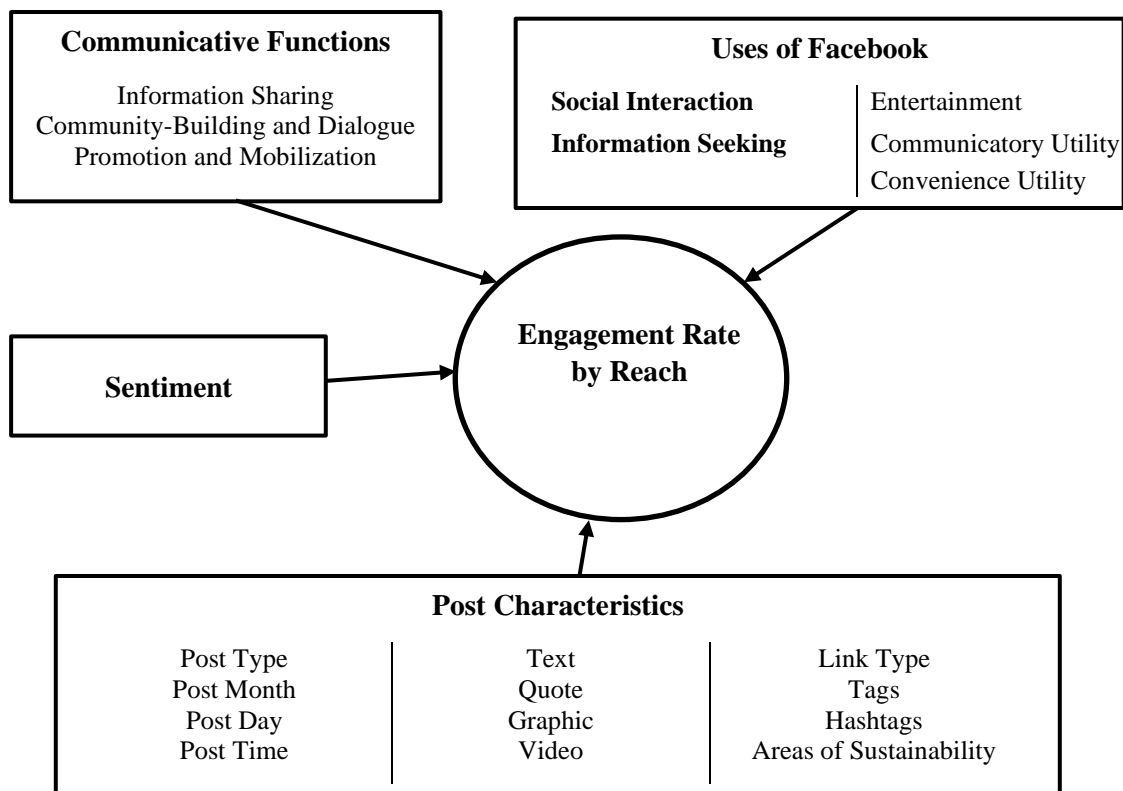 Communicative Functions
Information Sharing
Community-Building and Dialogue
Promotion and Mobilization
Uses of Facebook
Social Interaction
Information Seeking
Entertainment
Communicatory Utility
Convenience Utility
Engagement Rate
by Reach
Sentiment
Post Characteristics
Post Type
Post Month
Post Day
Post Time
Text
Quote
Graphic
Video
Link Type
Tags
Hashtags
Areas of Sustainability